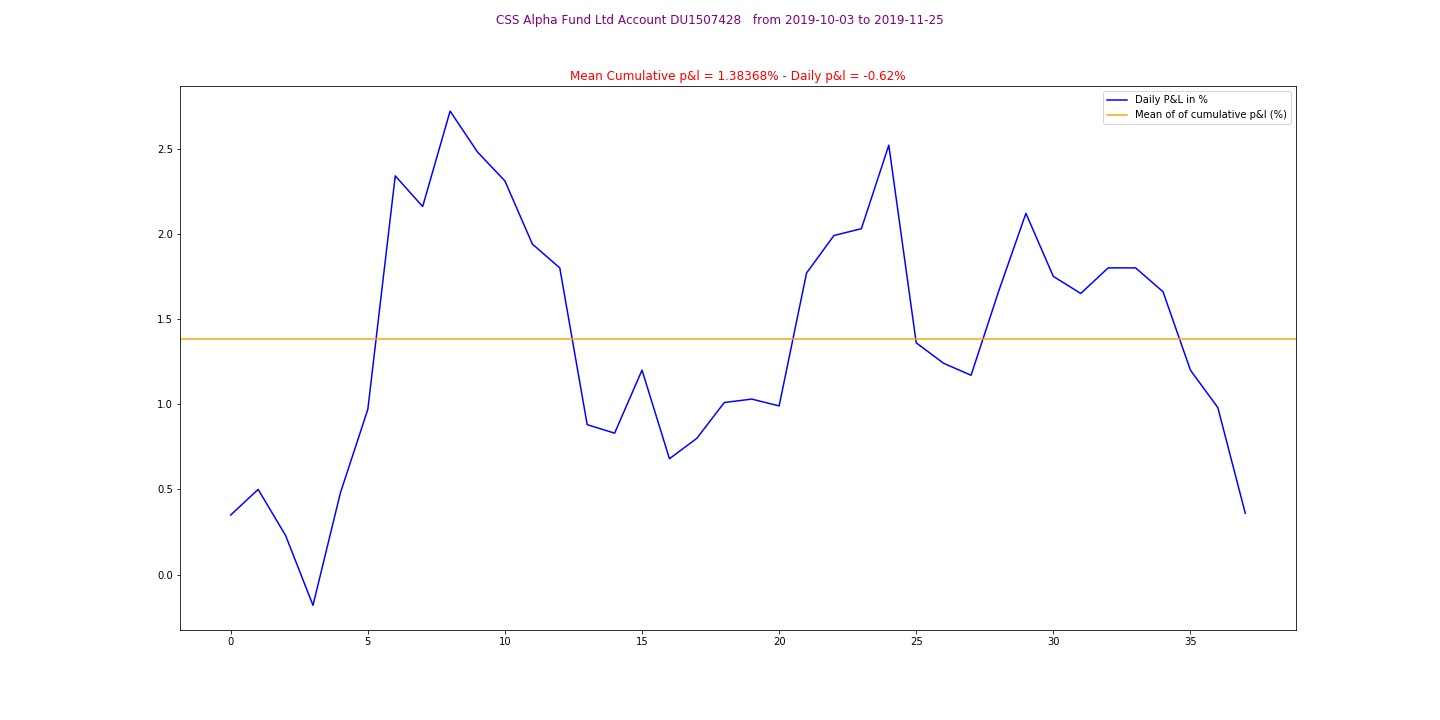 CSS Alpha Fund Ltd Account DU1507428   from 2019-10-03 to 2019-11-25
Mean Cumulative p&l = 1.38368% - Daily p&l = -0.62%
Daily P&L in %
Mean of of cumulative p&l (%)
2.5
2.0
1.5
1.0
0.5
0.0
0 5 10 15 20 25 30 35